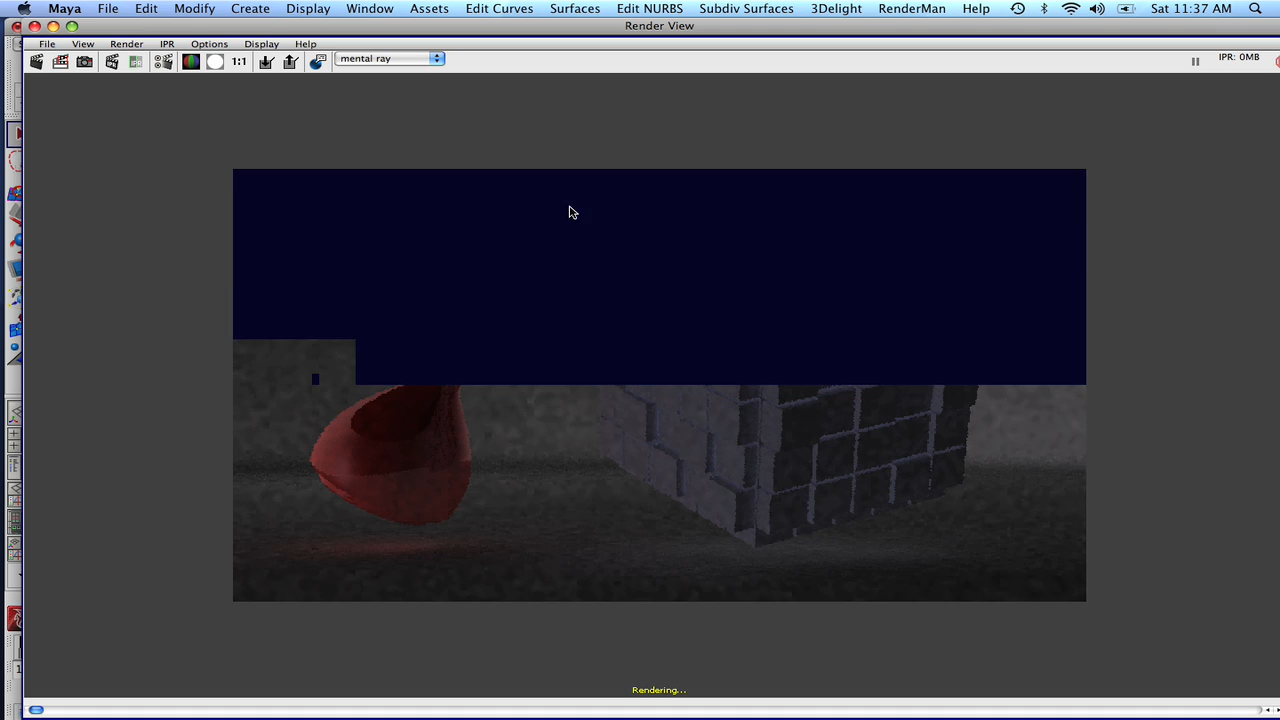 Maya File Edit Modify Create Display Window Assets Edit Curves Surfaces Edit NURBS Subdiv Surfaces 3Delight RenderMan Help Sat 11:37 AM
Render View
File View Render IPR Options Display Help
1:1 mental ray IPR: 0MB
Rendering...